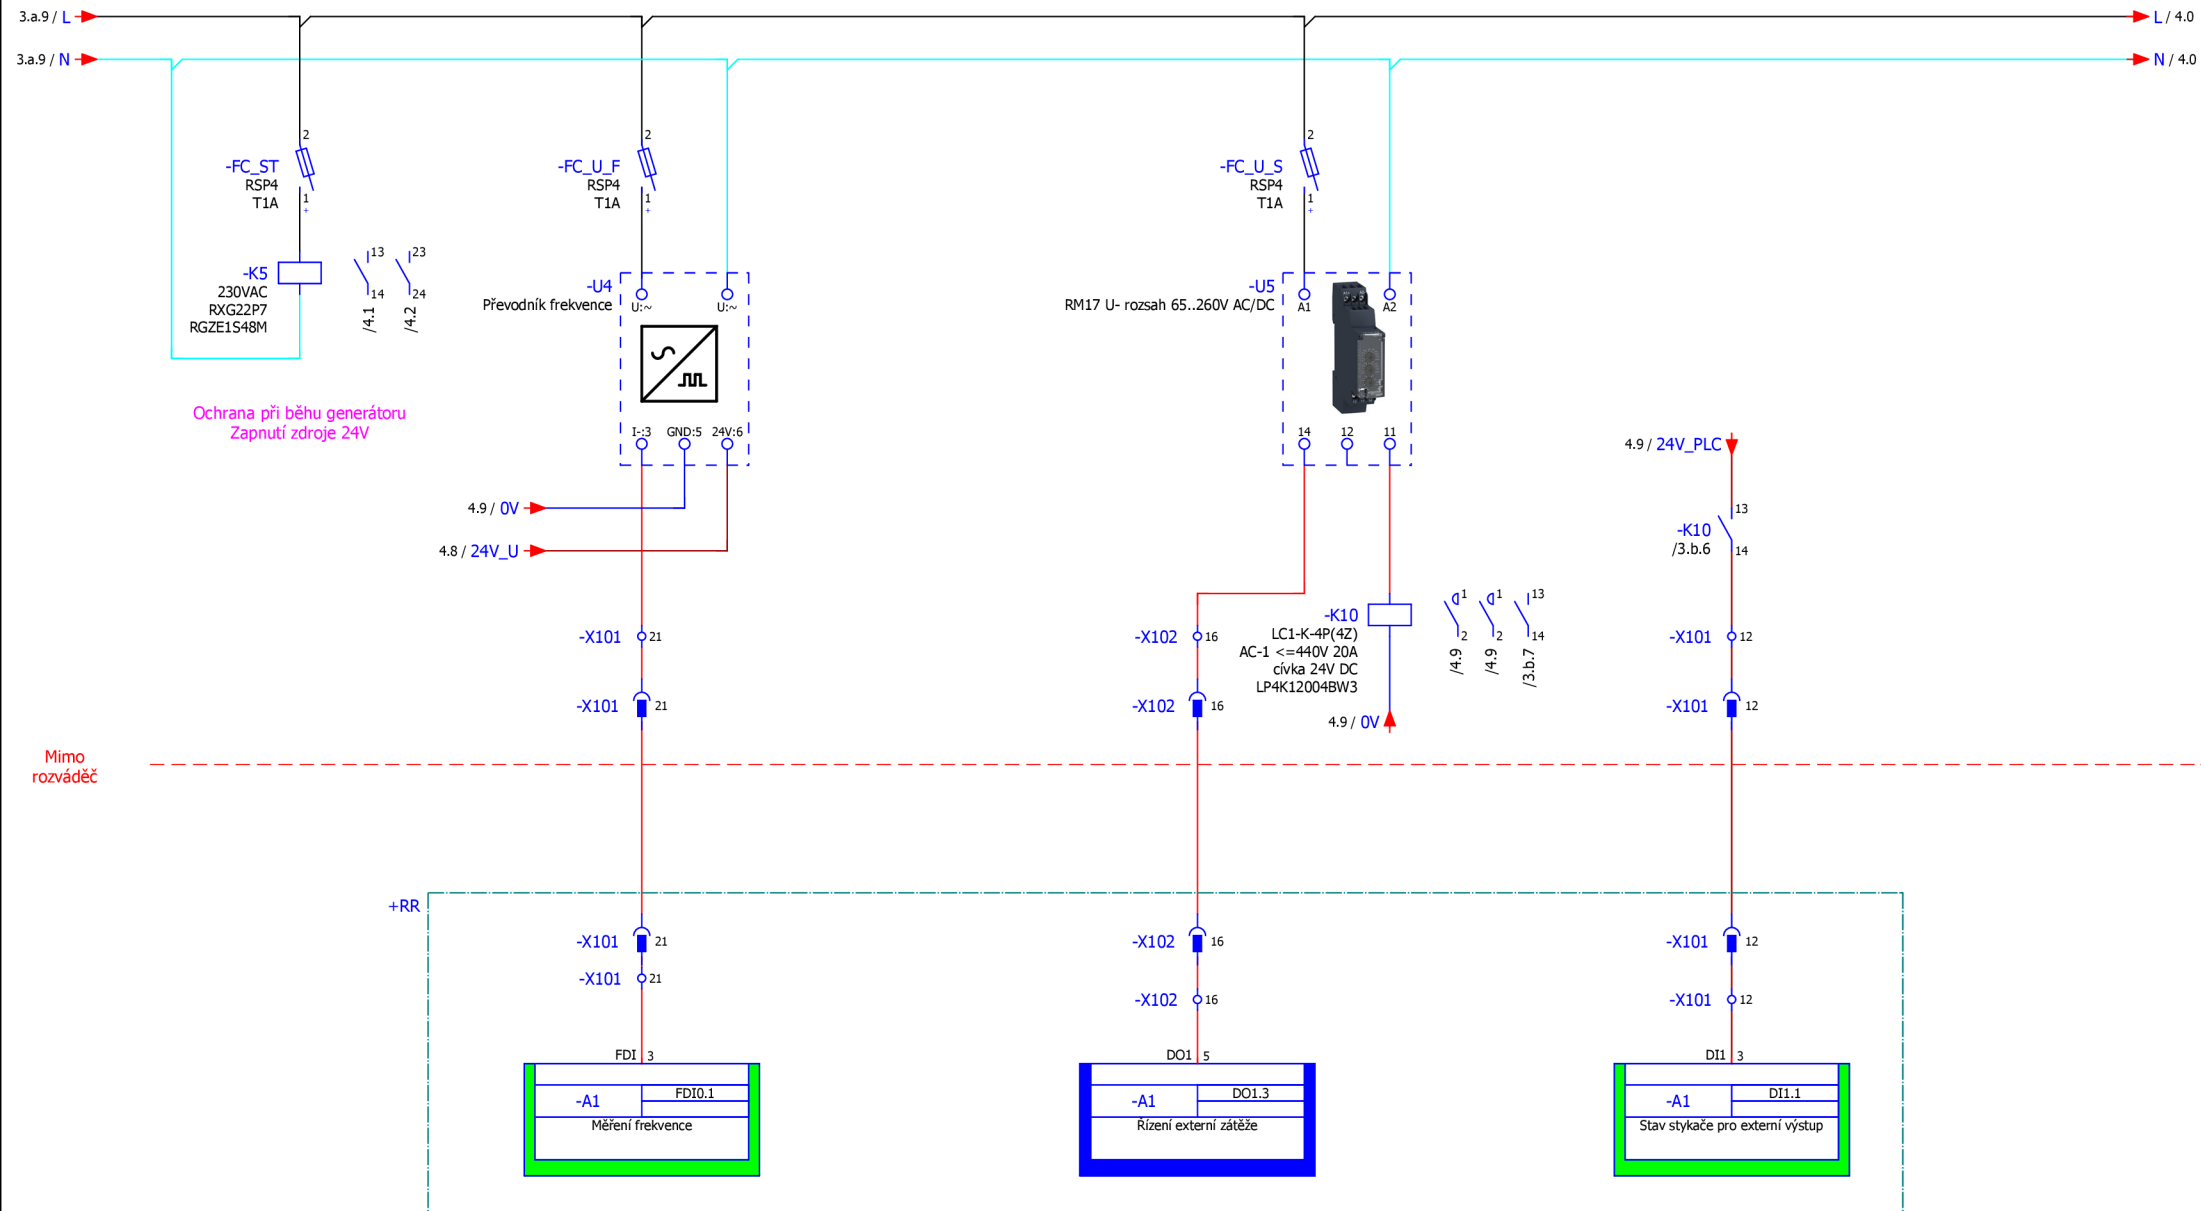 3.a.9 / L
L / 4.0
3.a.9 / N
N / 4.0
2
-FC_ST
RSP4
T1A
1
+
2
-FC_U_F
RSP4
T1A
1
+
2
-FC_U_S
RSP4
T1A
1
+
-K5
230VAC
RXG22P7
RGZE1S48M
13
14
/4.1
23
24
/4.2
Ochrana při běhu generátoru
Zapnutí zdroje 24V
-U4
Převodník frekvence
U:~
U:~
I-:3
GND:5
24V:6
4.9 / 0V
4.8 / 24V_U
-U5
RM17 U- rozsah 65..260V AC/DC
A1
A2
14
12
11
4.9 / 24V_PLC
-K10
/3.b.6
13
14
-K10
LC1-K-4P(4Z)
AC-1 <=440V 20A
cívka 24V DC
LP4K12004BW3
4.9 / 0V
1
2
/4.9
1
2
/4.9
13
14
/3.b.7
-X101 21
-X102 16
-X101 12
-X101 21
-X102 16
-X101 12
Mimo
rozváděč
+RR
-X101 21
-X102 16
-X101 12
-X101 21
-X102 16
-X101 12
FDI 3
-A1
FDI0.1
Měření frekvence
DO1 5
-A1
DO1.3
Řízení externí zátěže
DI1 3
-A1
DI1.1
Stav stykače pro externí výstup